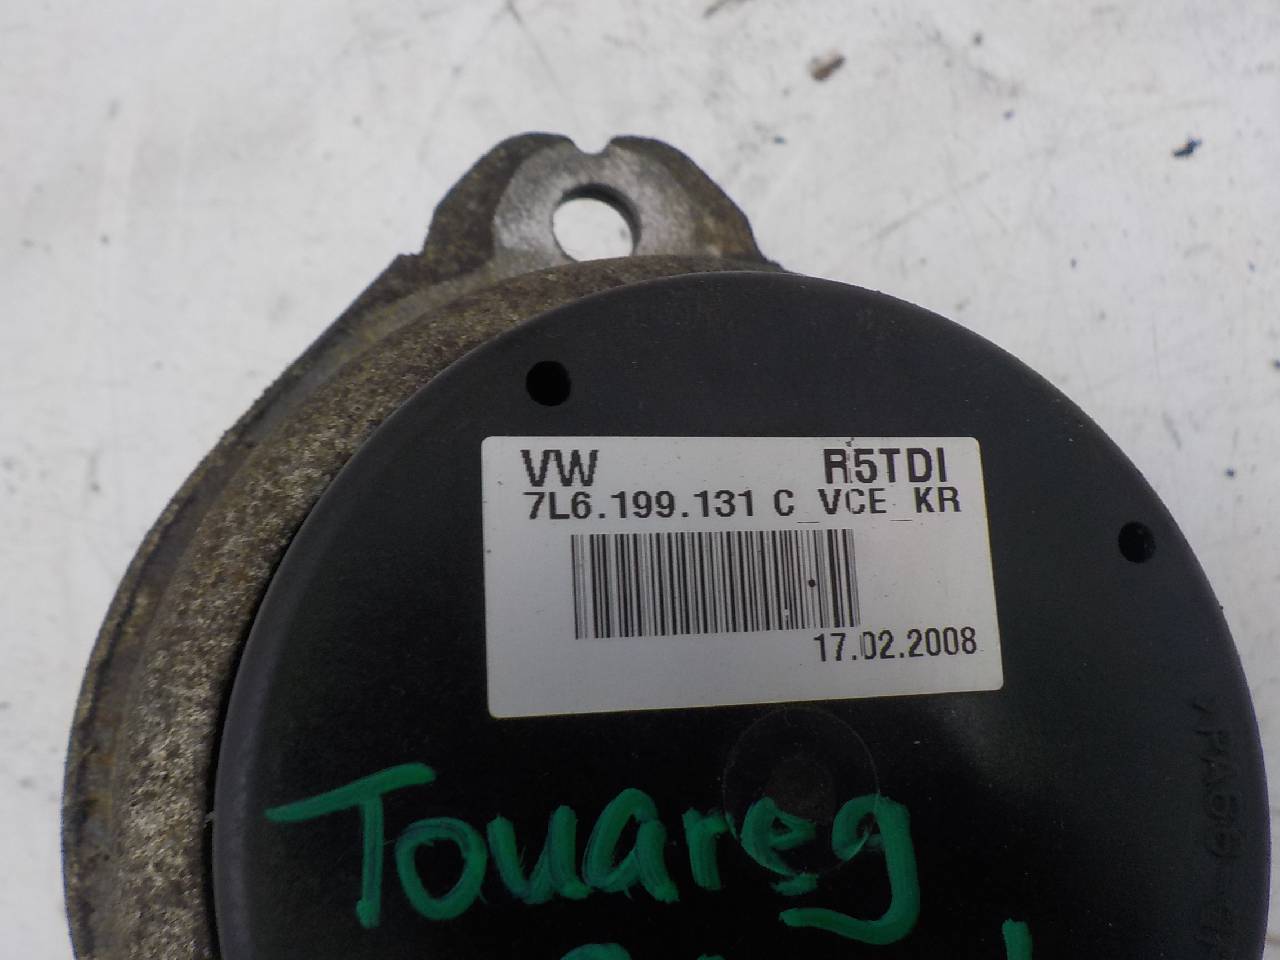 VW R5TDI
7L6.199.131 C_VCE_KR
17.02.2008
Touareg